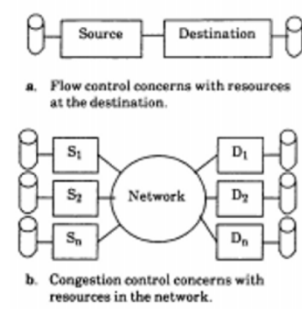 Source Destination
a. Flow control concerns with resources
at the destination.
S1 D1
S2 Network D2
Sn Dn
b. Congestion control concerns with
resources in the network.